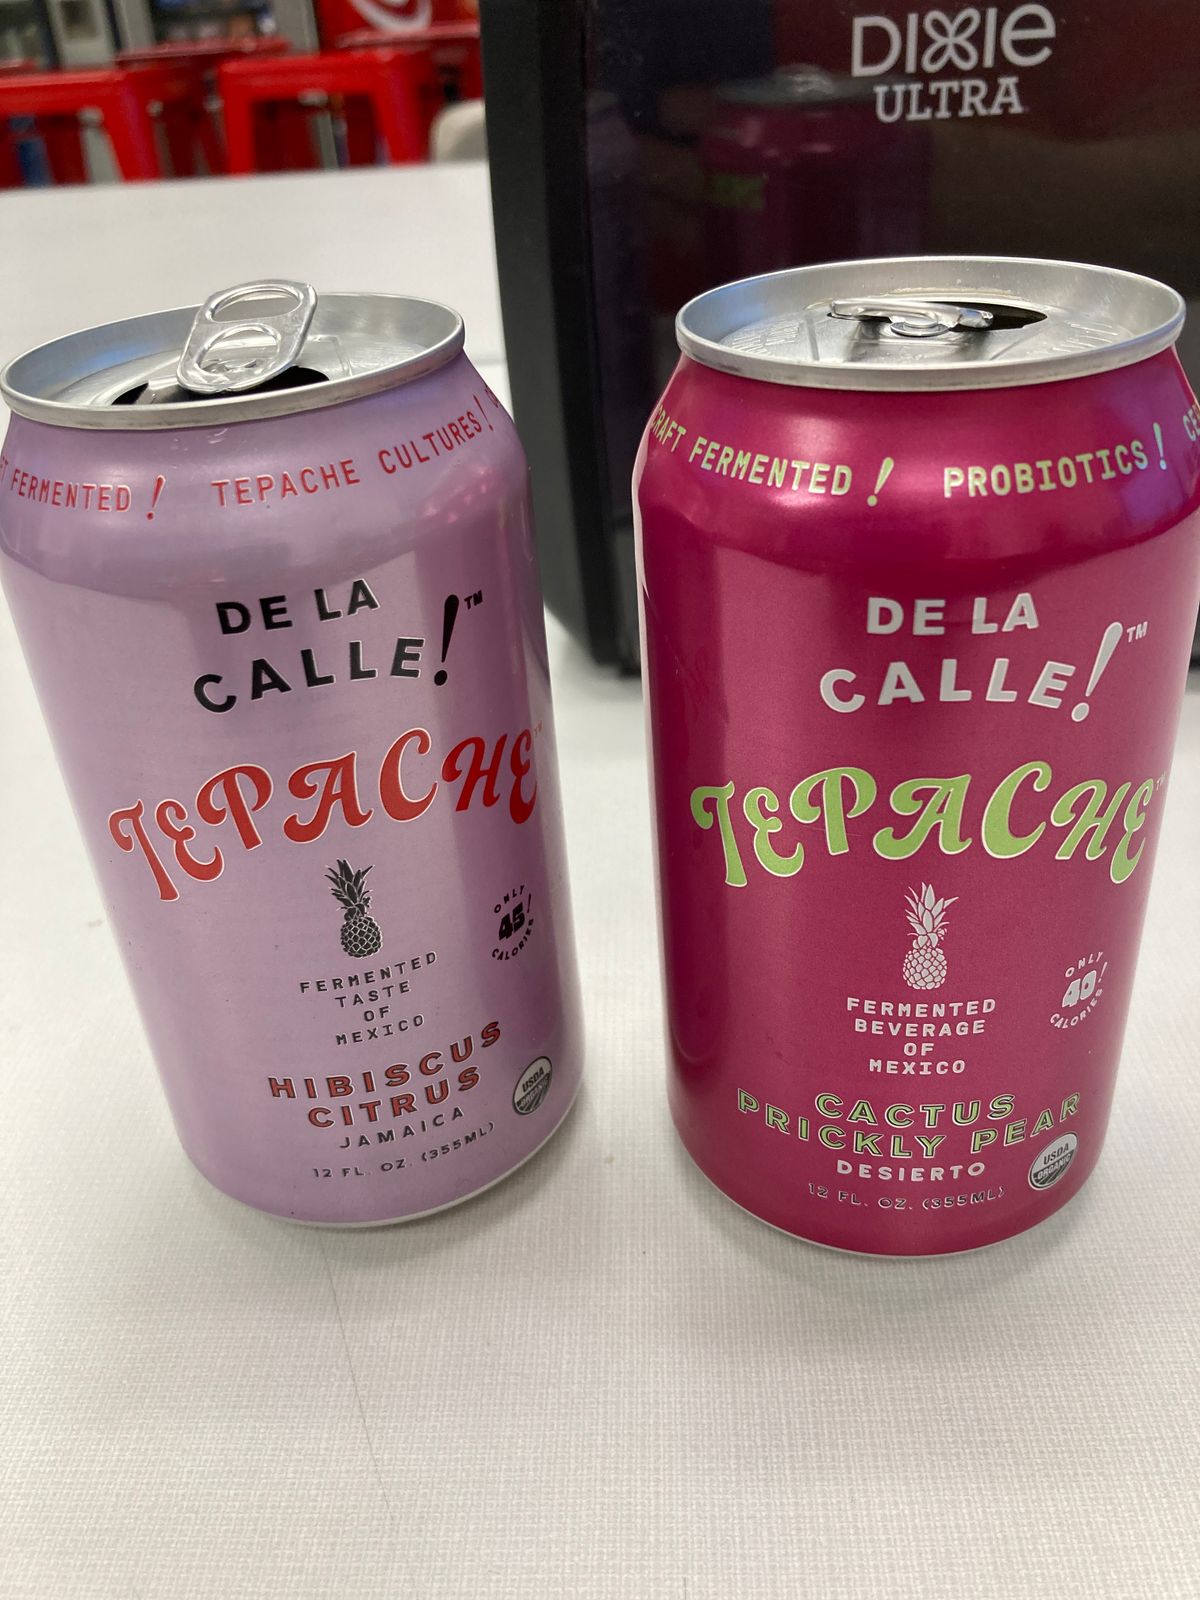 DIXIE
ULTRA
FERMENTED! TEPACHE CULTURES!
DE LA
CALLE!™
TEPACHE™
ONLY
45!
CALORIES
FERMENTED
TASTE
OF
MEXICO
HIBISCUS
CITRUS
JAMAICA
12 FL. OZ. (355ML)
USDA
ORGANIC
CRAFT FERMENTED! PROBIOTICS!
DE LA
CALLE!™
TEPACHE™
ONLY
40!
CALORIES
FERMENTED
BEVERAGE
OF
MEXICO
CACTUS
PRICKLY PEAR
DESIERTO
12 FL. OZ. (355ML)
USDA
ORGANIC